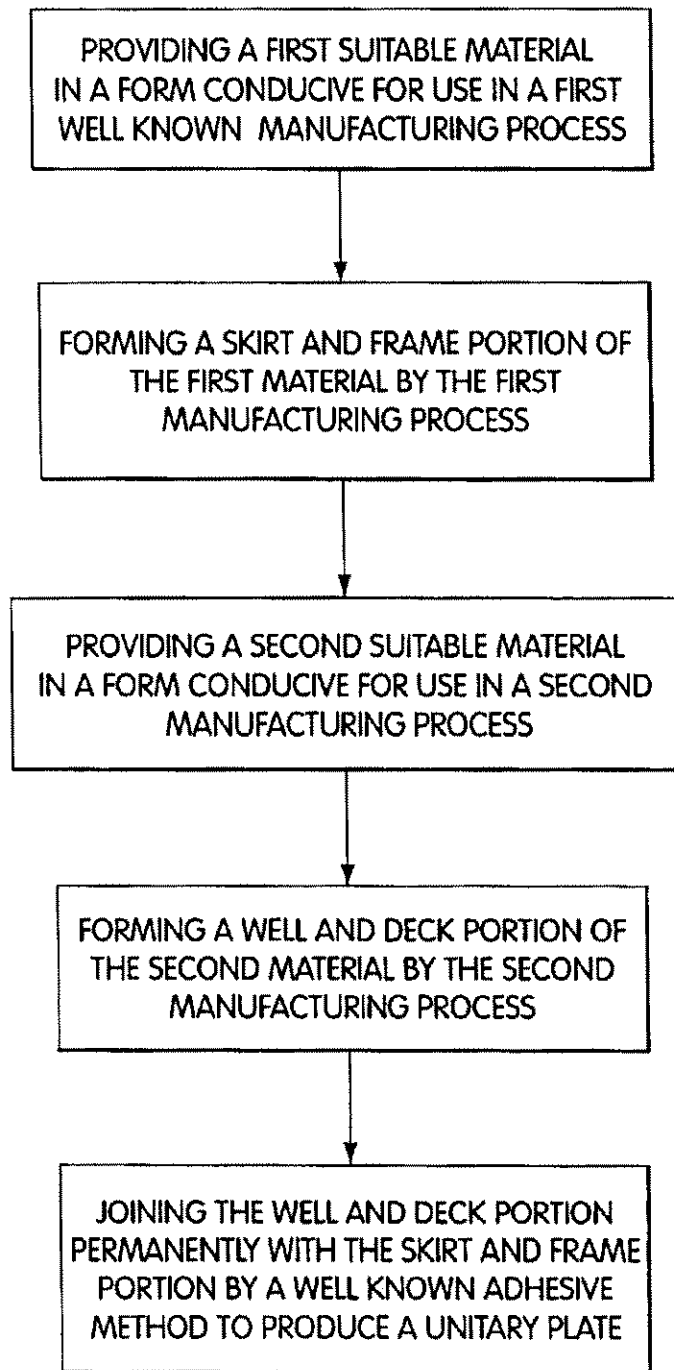 PROVIDING A FIRST SUITABLE MATERIAL
IN A FORM CONDUCIVE FOR USE IN A FIRST
WELL KNOWN MANUFACTURING PROCESS
FORMING A SKIRT AND FRAME PORTION OF
THE FIRST MATERIAL BY THE FIRST
MANUFACTURING PROCESS
PROVIDING A SECOND SUITABLE MATERIAL
IN A FORM CONDUCIVE FOR USE IN A SECOND
MANUFACTURING PROCESS
FORMING A WELL AND DECK PORTION OF
THE SECOND MATERIAL BY THE SECOND
MANUFACTURING PROCESS
JOINING THE WELL AND DECK PORTION
PERMANENTLY WITH THE SKIRT AND FRAME
PORTION BY A WELL KNOWN ADHESIVE
METHOD TO PRODUCE A UNITARY PLATE